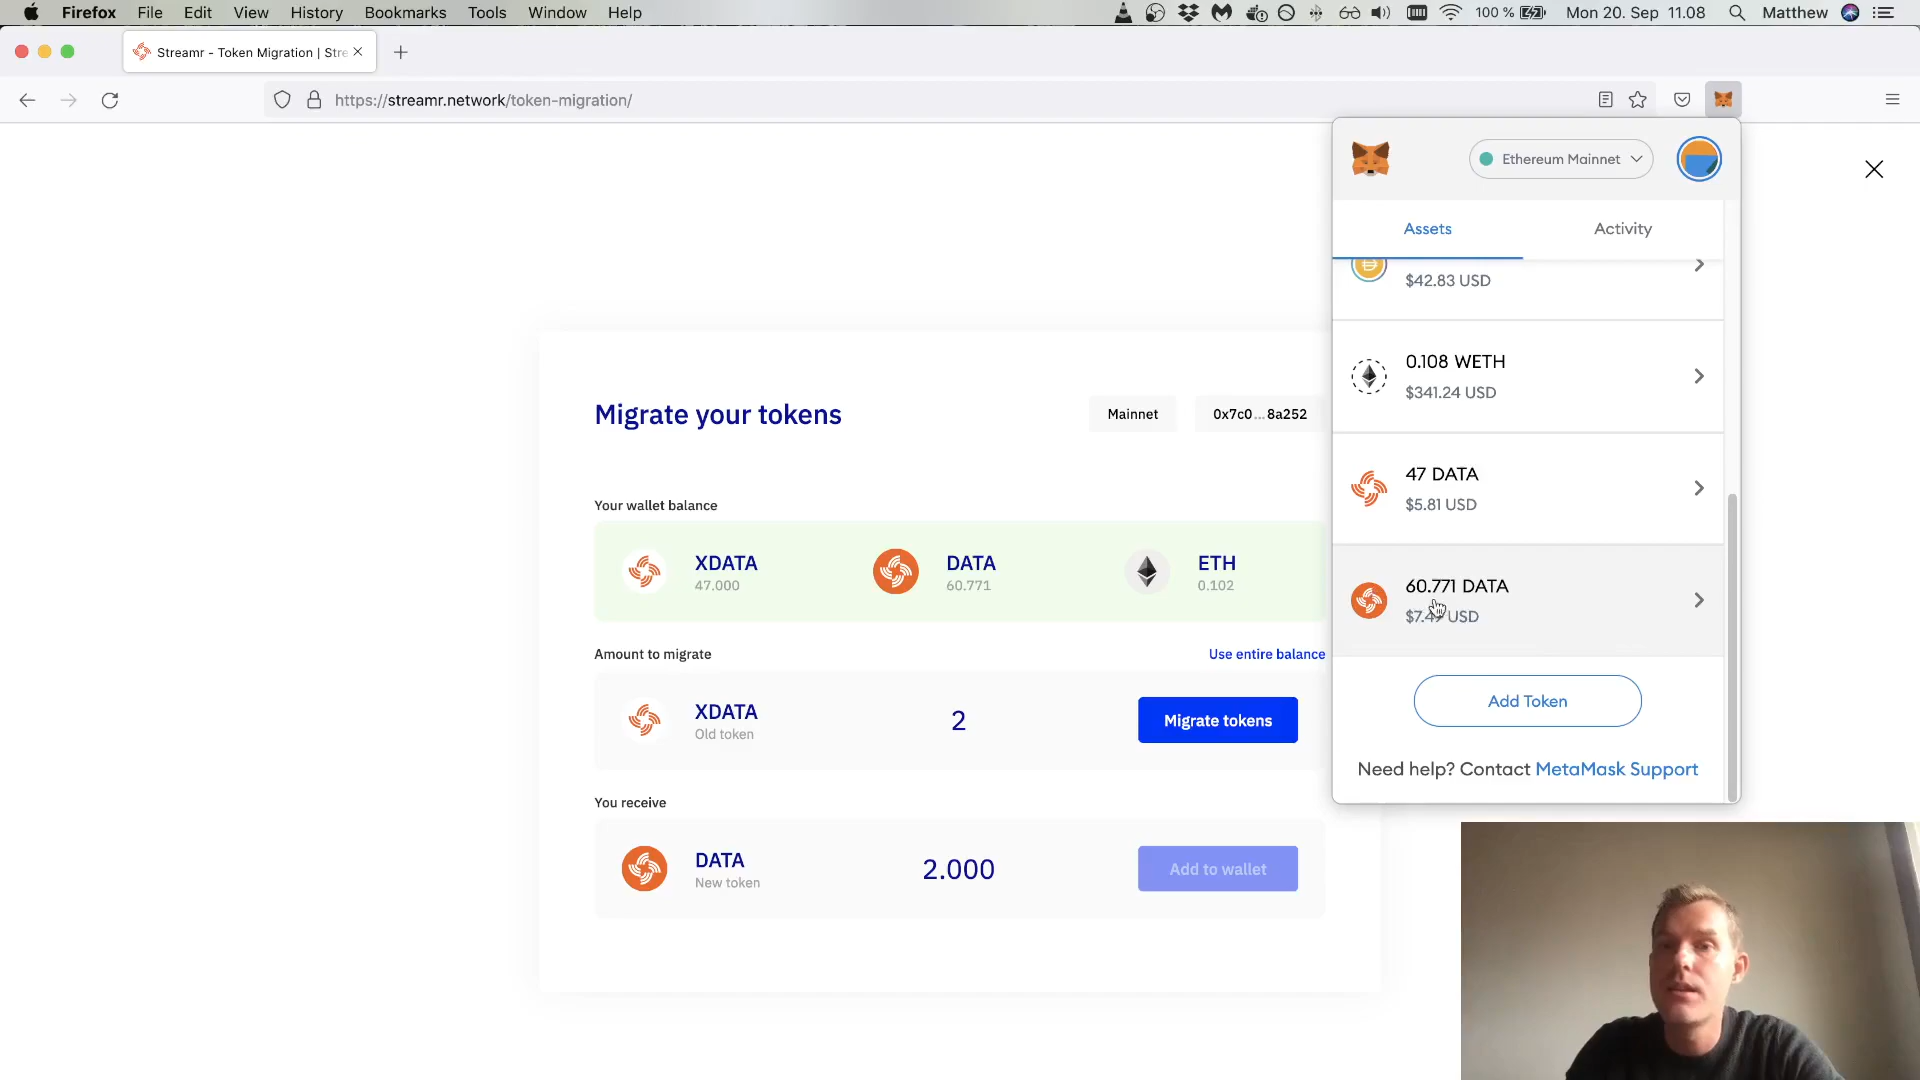 Firefox File Edit View History Bookmarks Tools Window Help 100 % Mon 20. Sep 11.08 Matthew
Streamr - Token Migration | Stre
https://streamr.network/token-migration/
Ethereum Mainnet
Assets Activity
$42.83 USD
0.108 WETH
$341.24 USD
47 DATA
$5.81 USD
60.771 DATA
USD
Add Token
Need help? Contact MetaMask Support
Migrate your tokens
Mainnet
0x7c0...8a252
Your wallet balance
XDATA DATA ETH
47.000 60.771 0.102
Amount to migrate
Use entire balance
XDATA
Old token
2
Migrate tokens
You receive
DATA
New token
2.000
Add to wallet